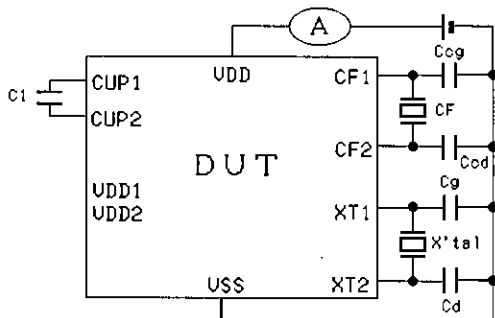 A
VDD
Ccg
C1
CUP1
CUP2
CF1
CF
CF2
Ccd
DUT
VDD1
VDD2
Cg
XT1
X'tal
XT2
VSS
Cd